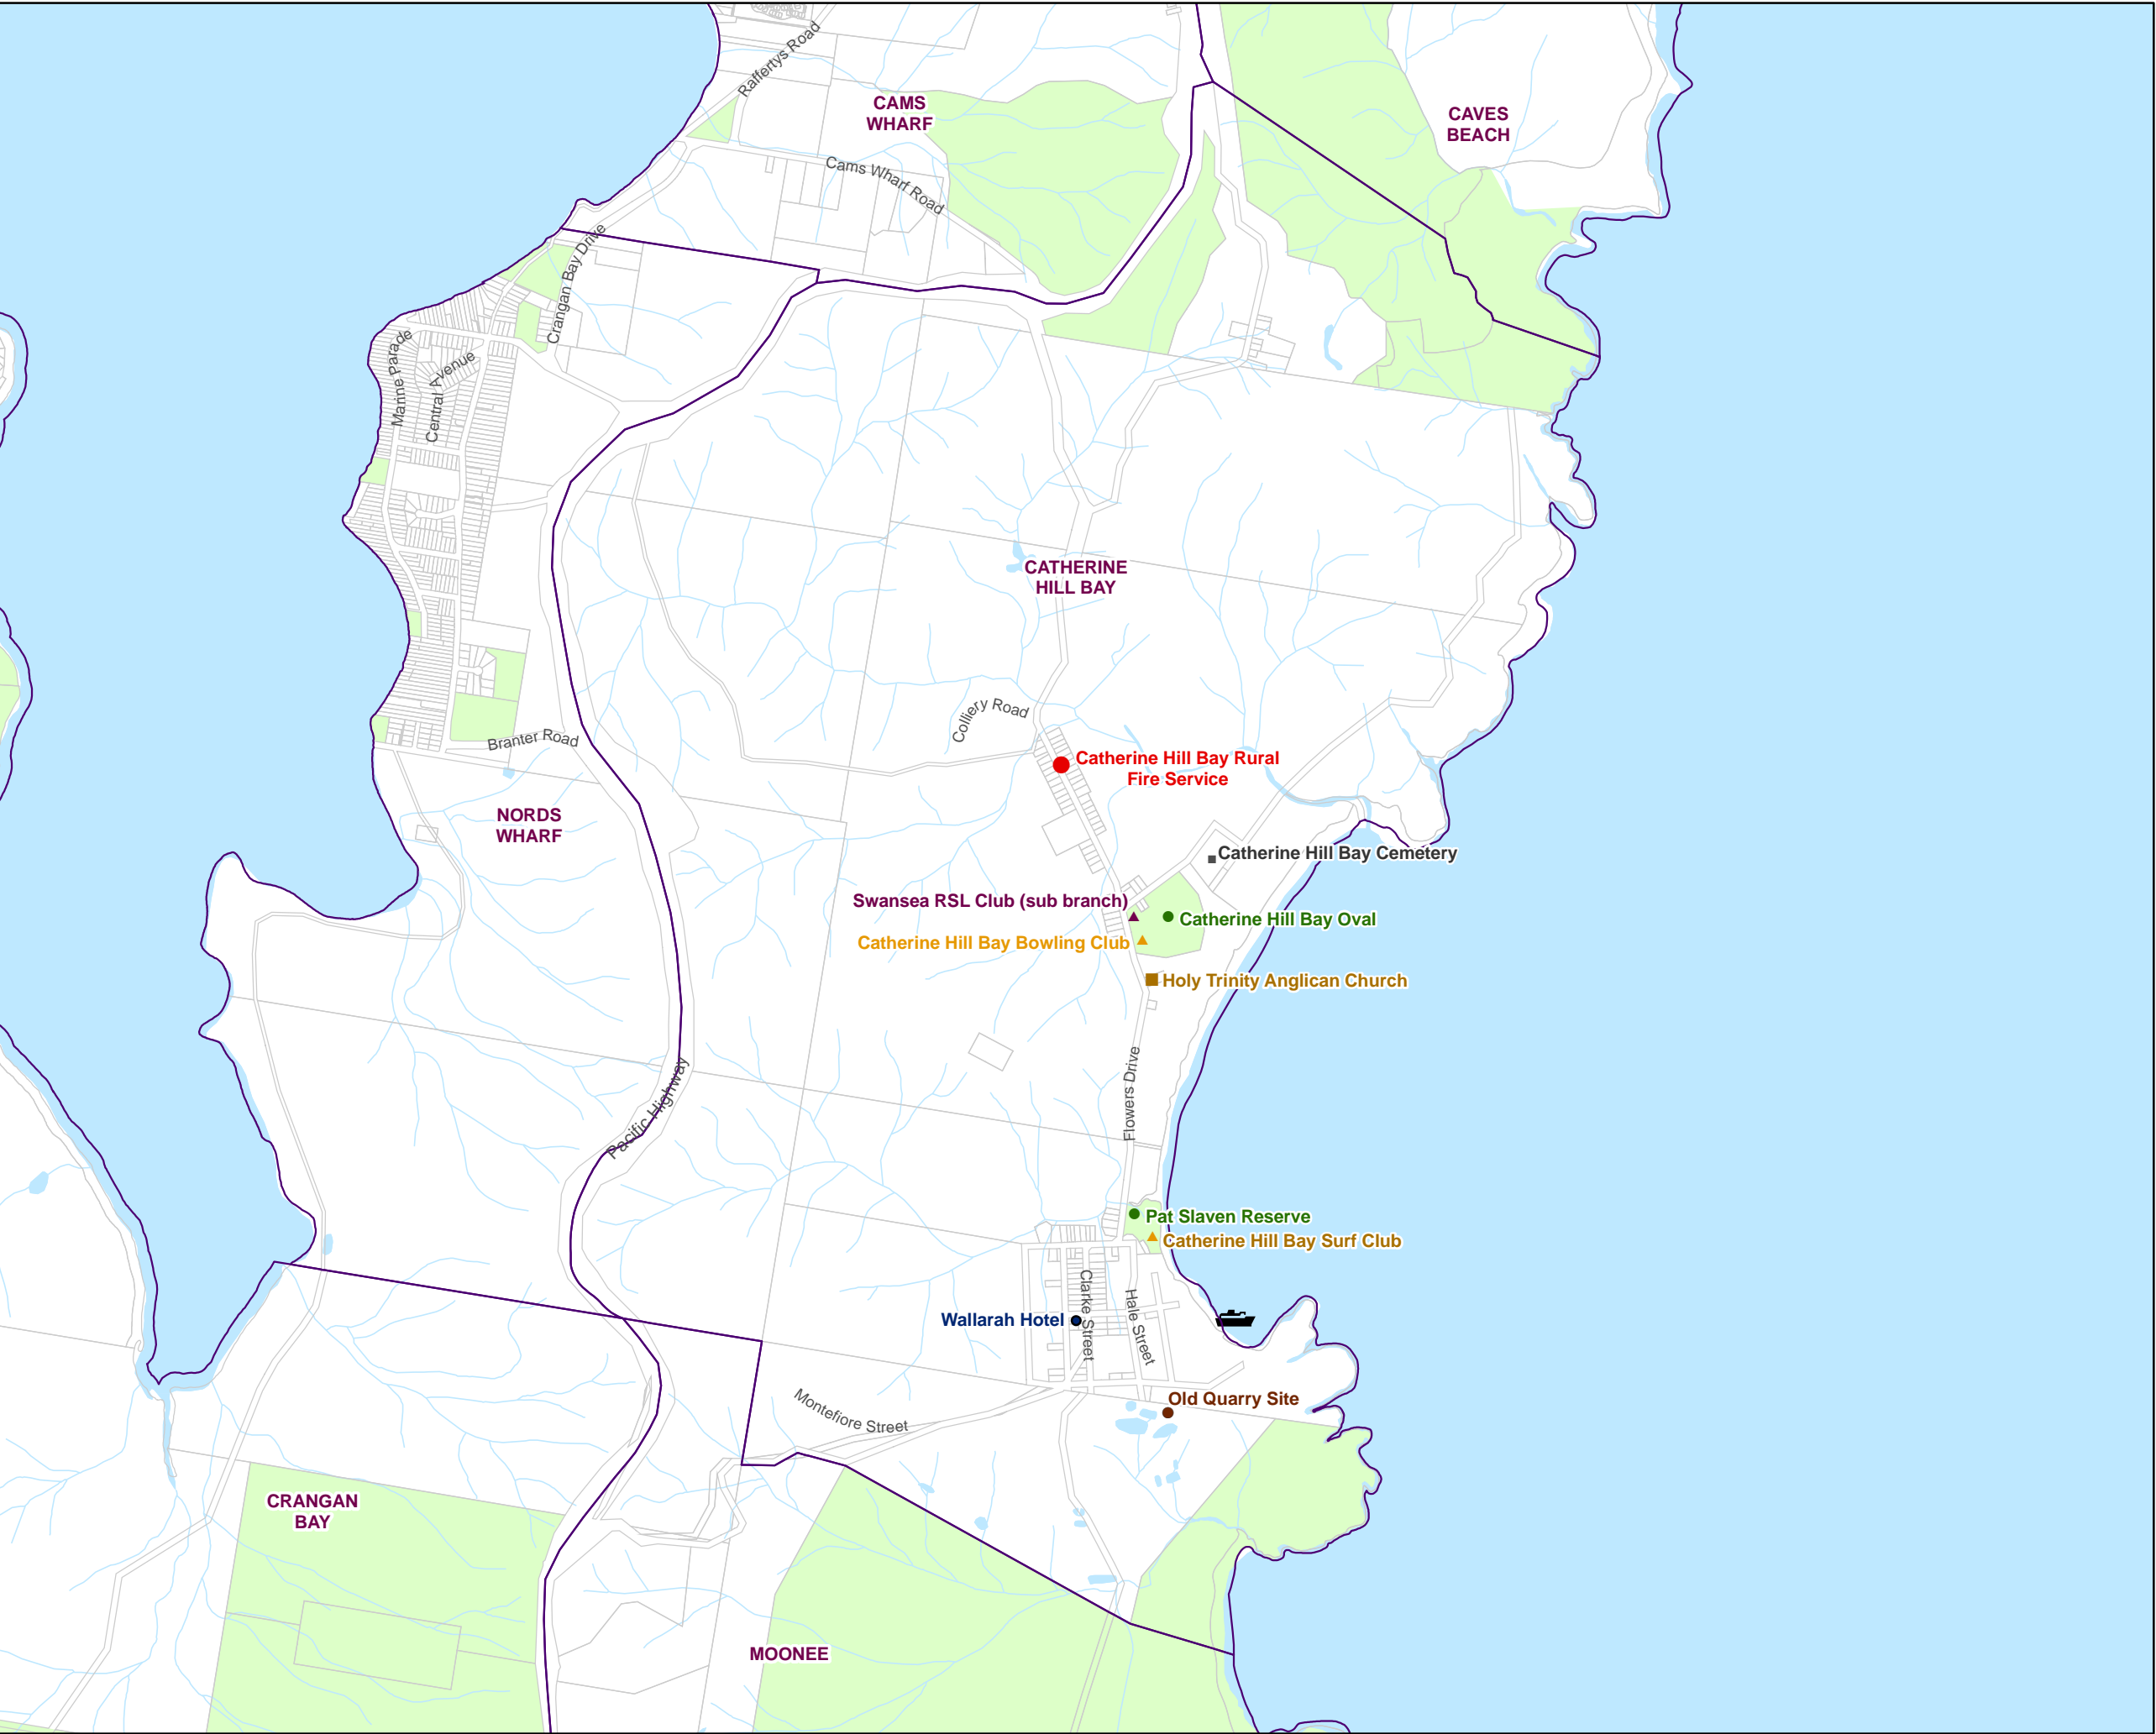 Raffertys Road
CAMS
WHARF
CAVES
BEACH
Cams Wharf Road
Crangan Bay Drive
Marine Parade
Central Avenue
CATHERINE
HILL BAY
Colliery Road
Branter Road
Catherine Hill Bay Rural
Fire Service
NORDS
WHARF
Catherine Hill Bay Cemetery
Swansea RSL Club (sub branch)
Catherine Hill Bay Oval
Catherine Hill Bay Bowling Club
Holy Trinity Anglican Church
Flowers Drive
Pacific Highway
Pat Slaven Reserve
Catherine Hill Bay Surf Club
Clarke Street
Hale Street
Wallarah Hotel
Old Quarry Site
Montefiore Street
CRANGAN
BAY
MOONEE